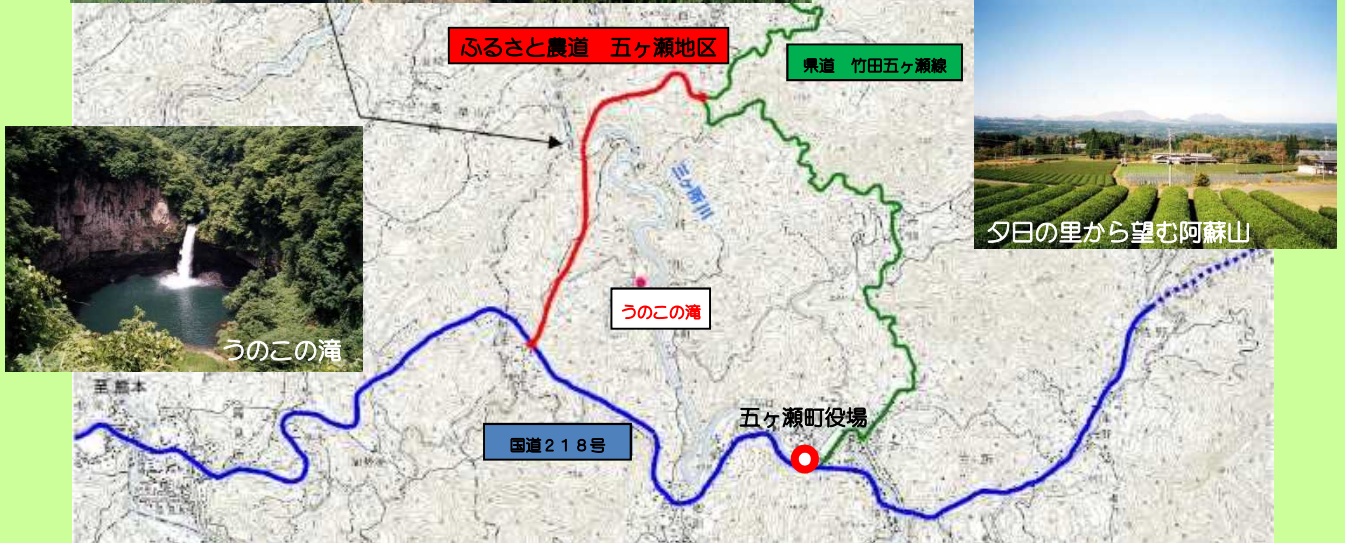 ふるさと農道　五ヶ瀬地区
県道　竹田五ヶ瀬線
三ヶ所川
夕日の里から望む阿蘇山
うのこの滝
うのこの滝
至熊本
五ヶ瀬町役場
国道２１８号